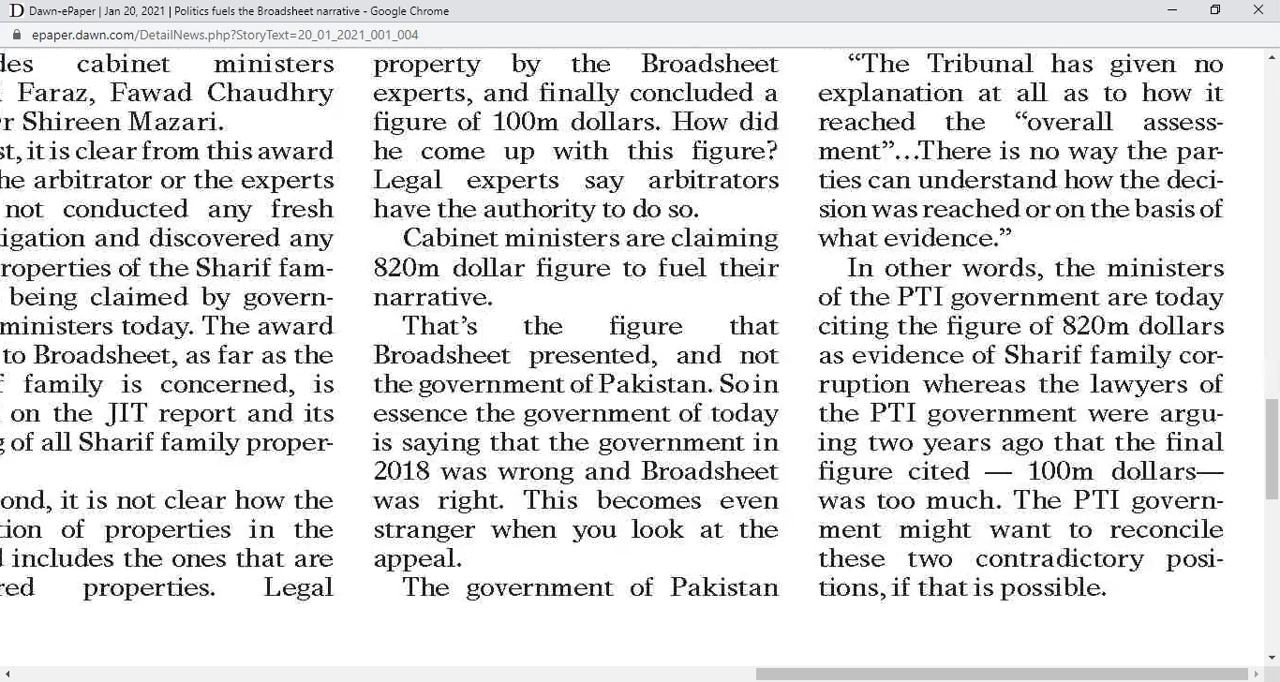 Dawn-ePaper | Jan 20, 2021 | Politics fuels the Broadsheet narrative - Google Chrome
epaper.dawn.com/DetailNews.php?StoryText=20_01_2021_001_004
des cabinet ministers
Faraz, Fawad Chaudhry
r Shireen Mazari.
st, it is clear from this award
he arbitrator or the experts
not conducted any fresh
igation and discovered any
roperties of the Sharif fam-
being claimed by govern-
ministers today. The award
to Broadsheet, as far as the
f family is concerned, is
on the JIT report and its
g of all Sharif family proper-
ond, it is not clear how the
tion of properties in the
includes the ones that are
red properties. Legal
property by the Broadsheet
experts, and finally concluded a
figure of 100m dollars. How did
he come up with this figure?
Legal experts say arbitrators
have the authority to do so.
Cabinet ministers are claiming
820m dollar figure to fuel their
narrative.
That’s the figure that
Broadsheet presented, and not
the government of Pakistan. So in
essence the government of today
is saying that the government in
2018 was wrong and Broadsheet
was right. This becomes even
stranger when you look at the
appeal.
The government of Pakistan
“The Tribunal has given no
explanation at all as to how it
reached the “overall assess-
ment”...There is no way the par-
ties can understand how the deci-
sion was reached or on the basis of
what evidence.”
In other words, the ministers
of the PTI government are today
citing the figure of 820m dollars
as evidence of Sharif family cor-
ruption whereas the lawyers of
the PTI government were argu-
ing two years ago that the final
figure cited — 100m dollars—
was too much. The PTI govern-
ment might want to reconcile
these two contradictory posi-
tions, if that is possible.